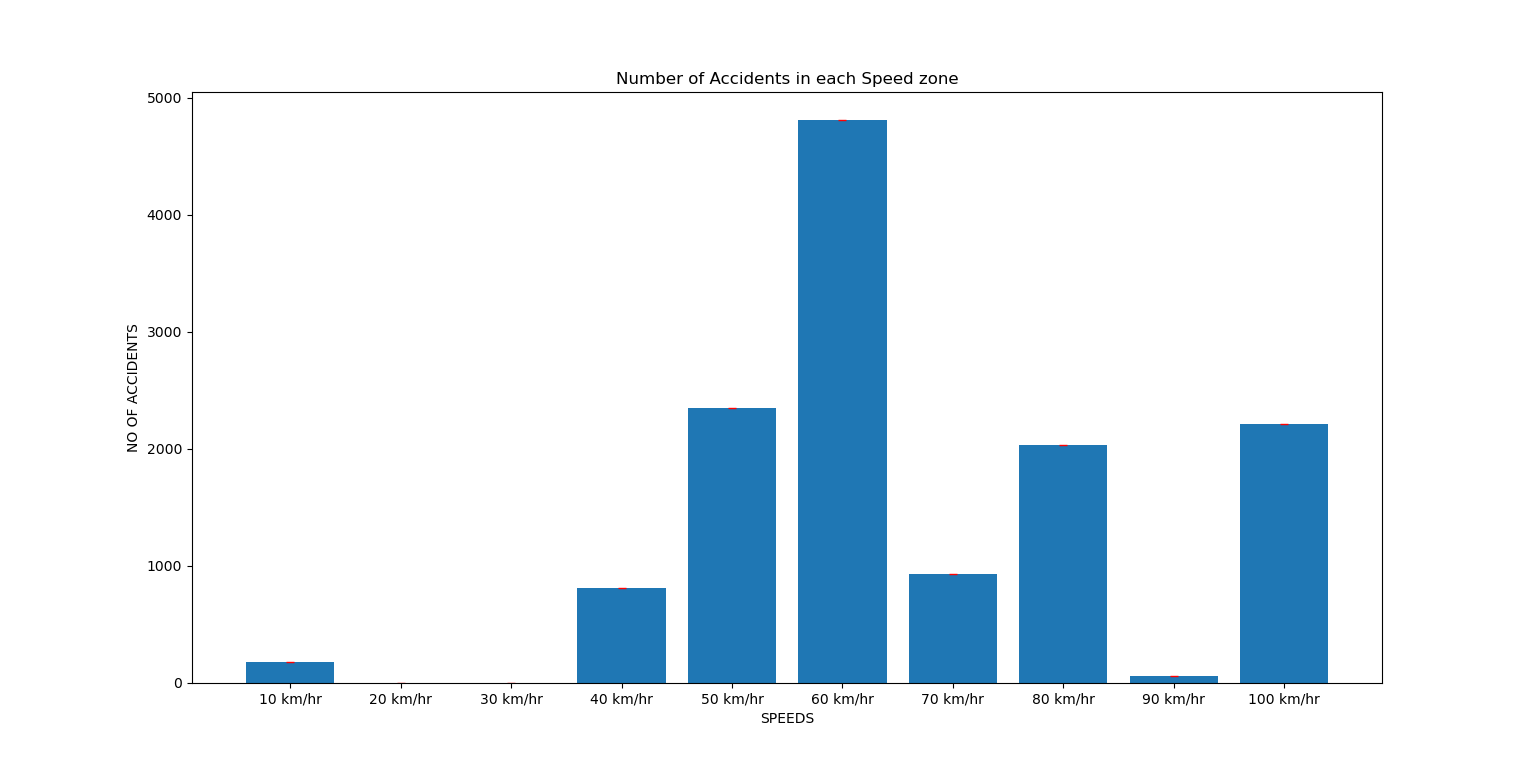 Number of Accidents in each Speed zone
5000
4000
3000
2000
1000
0
NO OF ACCIDENTS
10 km/hr 20 km/hr 30 km/hr 40 km/hr 50 km/hr 60 km/hr 70 km/hr 80 km/hr 90 km/hr 100 km/hr
SPEEDS